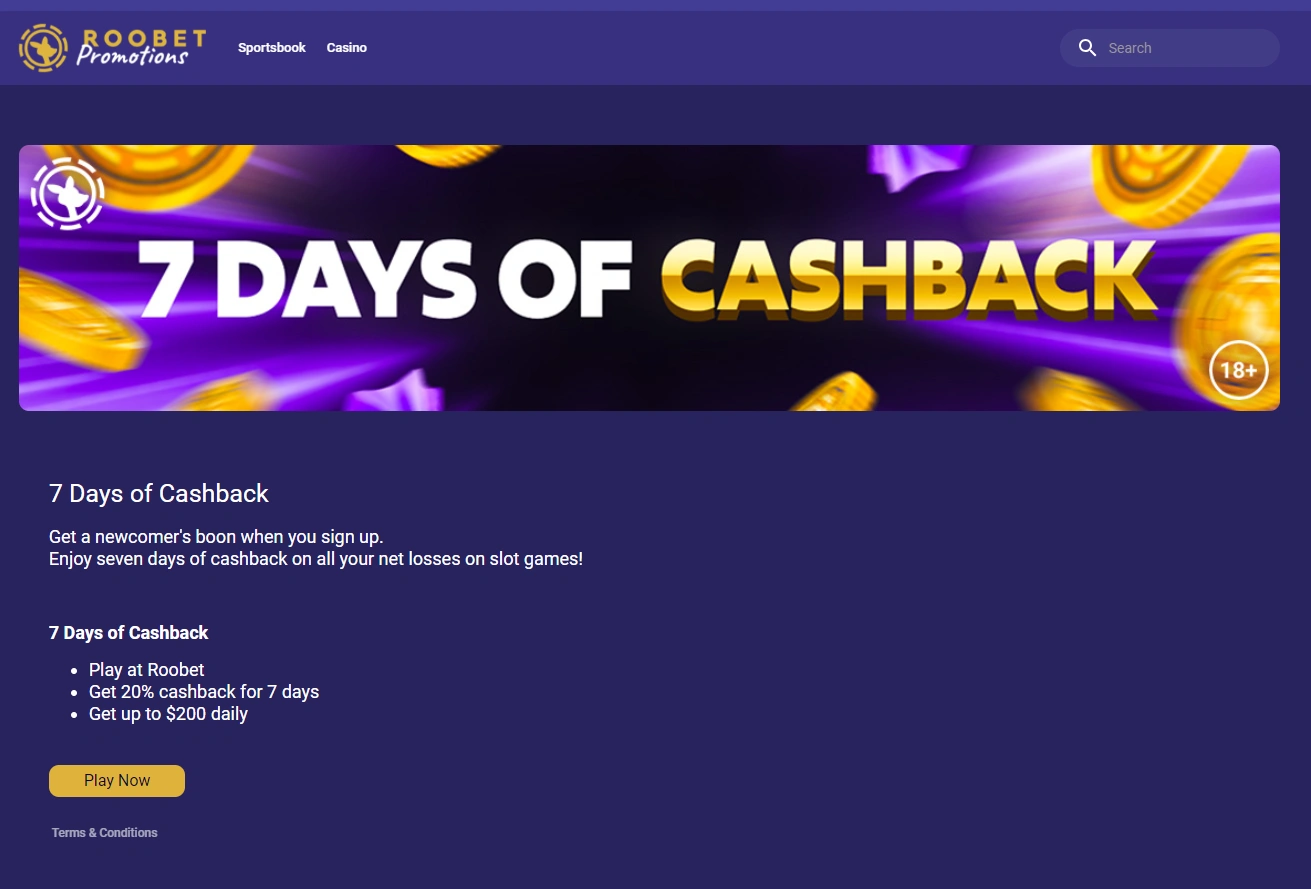 ROOBET
Promotions
Sportsbook
Casino
Search
7 DAYS OF CASHBACK
18+
7 Days of Cashback
Get a newcomer's boon when you sign up.
Enjoy seven days of cashback on all your net losses on slot games!
7 Days of Cashback
Play at Roobet
Get 20% cashback for 7 days
Get up to $200 daily
Play Now
Terms & Conditions